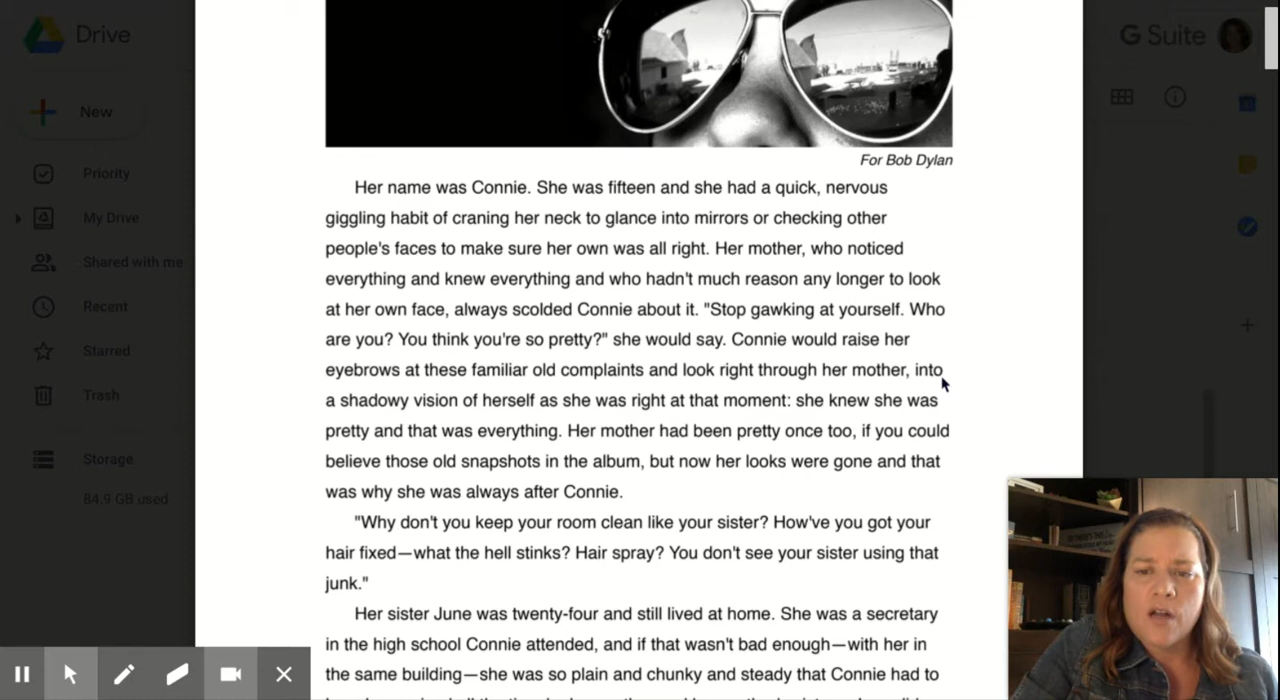 Drive
G Suite
New
Priority
My Drive
Shared with me
Recent
Starred
Trash
Storage
84.9 GB used
For Bob Dylan
Her name was Connie. She was fifteen and she had a quick, nervous
giggling habit of craning her neck to glance into mirrors or checking other
people's faces to make sure her own was all right. Her mother, who noticed
everything and knew everything and who hadn't much reason any longer to look
at her own face, always scolded Connie about it. "Stop gawking at yourself. Who
are you? You think you're so pretty?" she would say. Connie would raise her
eyebrows at these familiar old complaints and look right through her mother, into
a shadowy vision of herself as she was right at that moment: she knew she was
pretty and that was everything. Her mother had been pretty once too, if you could
believe those old snapshots in the album, but now her looks were gone and that
was why she was always after Connie.
"Why don't you keep your room clean like your sister? How've you got your
hair fixed—what the hell stinks? Hair spray? You don't see your sister using that
junk."
Her sister June was twenty-four and still lived at home. She was a secretary
in the high school Connie attended, and if that wasn't bad enough—with her in
the same building—she was so plain and chunky and steady that Connie had to